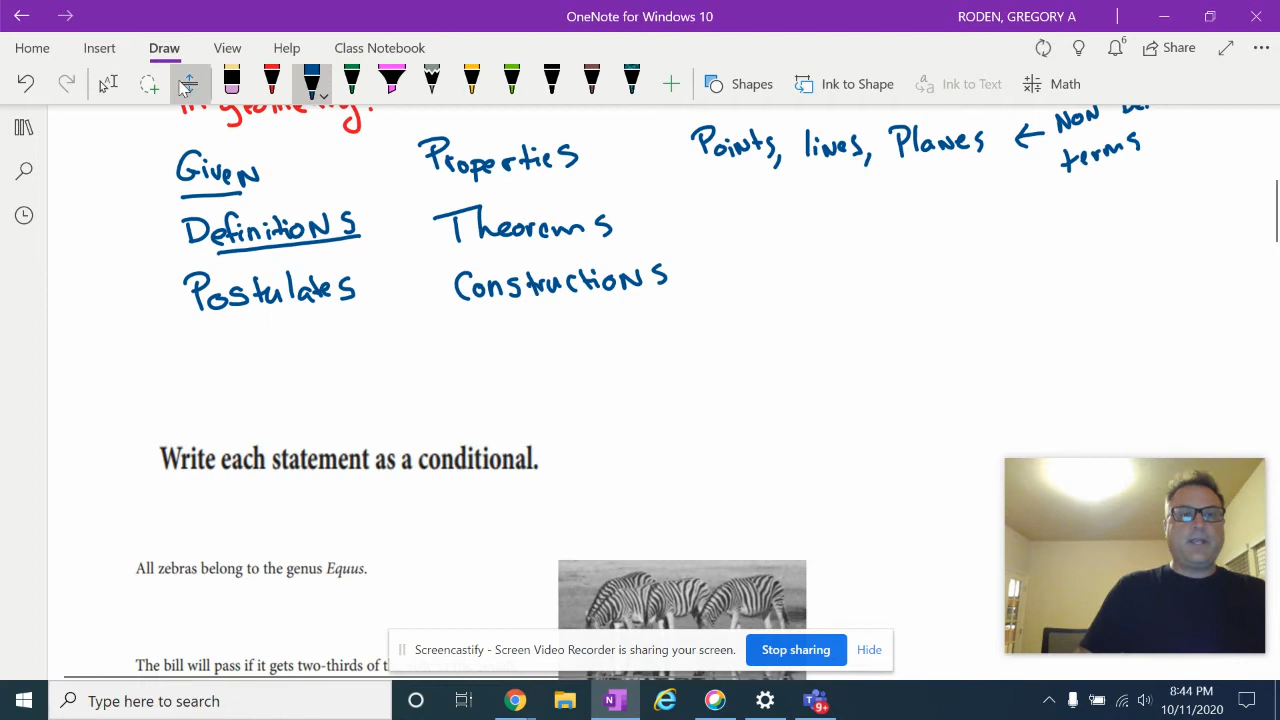 OneNote for Windows 10
RODEN, GREGORY A
Home Insert Draw View Help Class Notebook
6
Share
Shapes
Ink to Shape
Ink to Text
Math
in geometry.
Given
Properties
Points, lines, Planes ← Non
terms
Definitions
Theorems
Postulates
Constructions
Write each statement as a conditional.
All zebras belong to the genus Equus.
Screencastify - Screen Video Recorder is sharing your screen.
Stop sharing
Hide
The bill will pass if it gets two-thirds of
Type here to search
9+
8:44 PM
10/11/2020